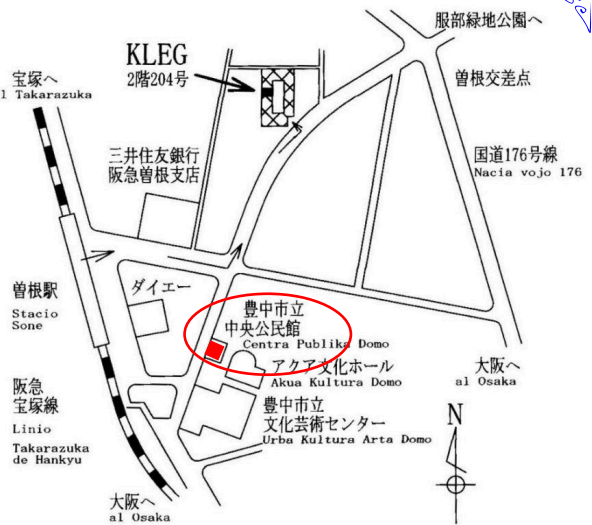 服部緑地公園へ
KLEG
2階204号
宝塚へ
al Takarazuka
曽根交差点
三井住友銀行
阪急曽根支店
国道176号線
Nacia vojo 176
曽根駅
Stacio
Sone
ダイエー
豊中市立
中央公民館
Centra Publika Domo
アクア文化ホール
Akua Kultura Domo
大阪へ
al Osaka
阪急
宝塚線
Linio
Takarazuka
de Hankyu
豊中市立
文化芸術センター
Urba Kultura Arta Domo
N
大阪へ
al Osaka